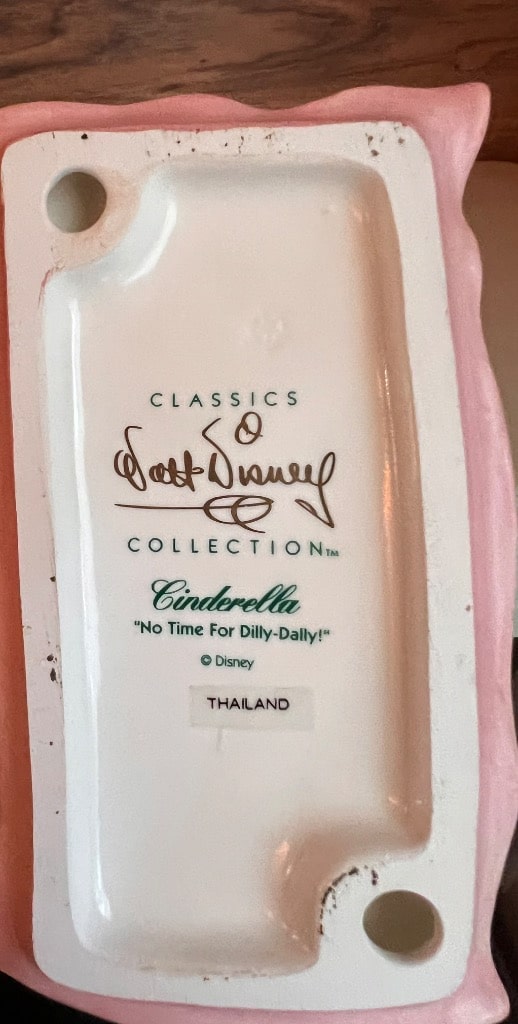 CLASSICS
Walt Disney
COLLECTION™
Cinderella
"No Time For Dilly-Dally!"
© Disney
THAILAND